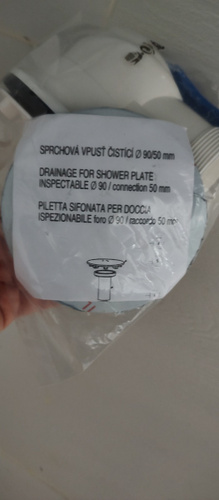 SPRCHOVÁ VPUSŤ ČISTÍCÍ Ø 90/50 mm
DRAINAGE FOR SHOWER PLATE
INSPECTABLE Ø 90 / connection 50 mm
PILETTA SIFONATA PER DOCCIA
ISPEZIONABILE foro Ø 90 / raccordo 50 mm